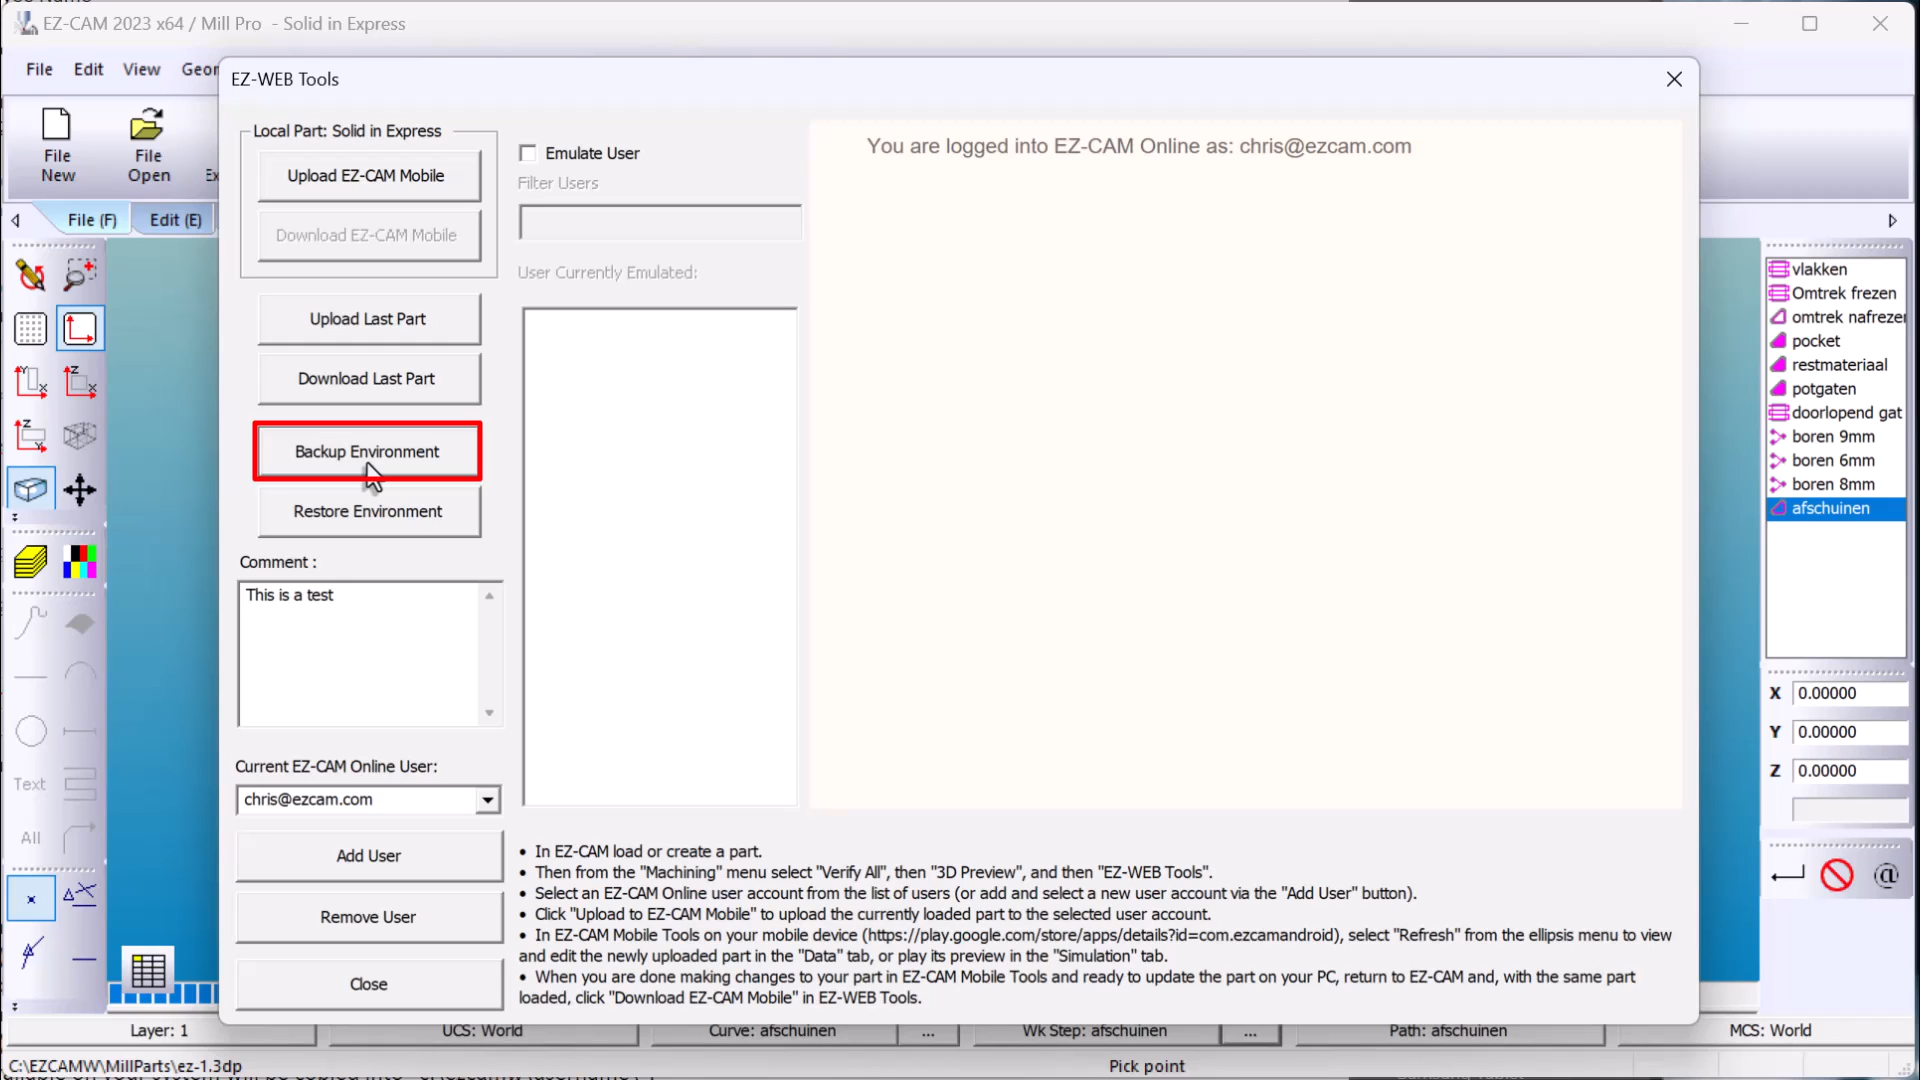 EZ-CAM 2023 x64 / Mill Pro - Solid in Express
File Edit View Geor
EZ-WEB Tools
File New
File Open
Ex
File (F) Edit (E)
Local Part: Solid in Express
Upload EZ-CAM Mobile
Download EZ-CAM Mobile
Upload Last Part
Download Last Part
Backup Environment
Restore Environment
Comment :
This is a test
Current EZ-CAM Online User:
chris@ezcam.com
Add User
Remove User
Close
Emulate User
Filter Users
User Currently Emulated:
You are logged into EZ-CAM Online as: chris@ezcam.com
• In EZ-CAM load or create a part.
• Then from the "Machining" menu select "Verify All", then "3D Preview", and then "EZ-WEB Tools".
• Select an EZ-CAM Online user account from the list of users (or add and select a new user account via the "Add User" button).
• Click "Upload to EZ-CAM Mobile" to upload the currently loaded part to the selected user account.
• In EZ-CAM Mobile Tools on your mobile device (https://play.google.com/store/apps/details?id=com.ezcamandroid), select "Refresh" from the ellipsis menu to view
and edit the newly uploaded part in the "Data" tab, or play its preview in the "Simulation" tab.
• When you are done making changes to your part in EZ-CAM Mobile Tools and ready to update the part on your PC, return to EZ-CAM and, with the same part
loaded, click "Download EZ-CAM Mobile" in EZ-WEB Tools.
vlakken
Omtrek frezen
omtrek nafrezer
pocket
restmateriaal
potgaten
doorlopend gat
boren 9mm
boren 6mm
boren 8mm
afschuinen
X 0.00000
Y 0.00000
Z 0.00000
@
Text
All
Layer: 1 UCS: World Curve: afschuinen ... Wk Step: afschuinen ... Path: afschuinen MCS: World
C:\EZCAMW\MillParts\ez-1.3dp Pick point